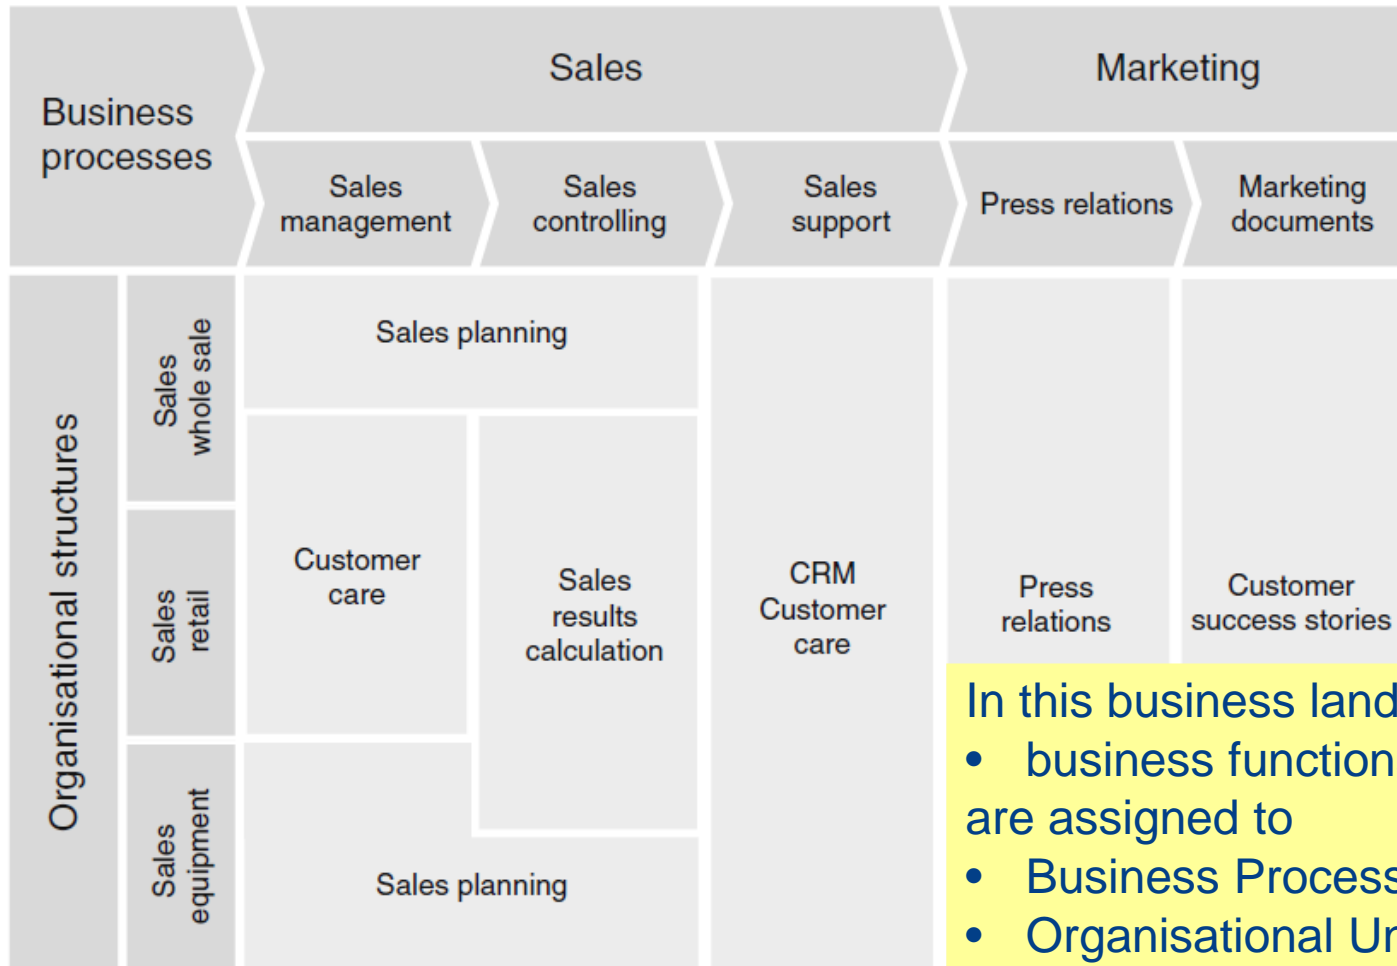 Business
processes
Sales
Marketing
Sales
management
Sales
controlling
Sales
support
Press relations
Marketing
documents
Organisational structures
Sales
whole sale
Sales
retail
Sales
equipment
Sales planning
Customer
care
Sales
results
calculation
CRM
Customer
care
Press
relations
Customer
success stories
Sales planning
In this business land
• business function
are assigned to
• Business Process
• Organisational Un